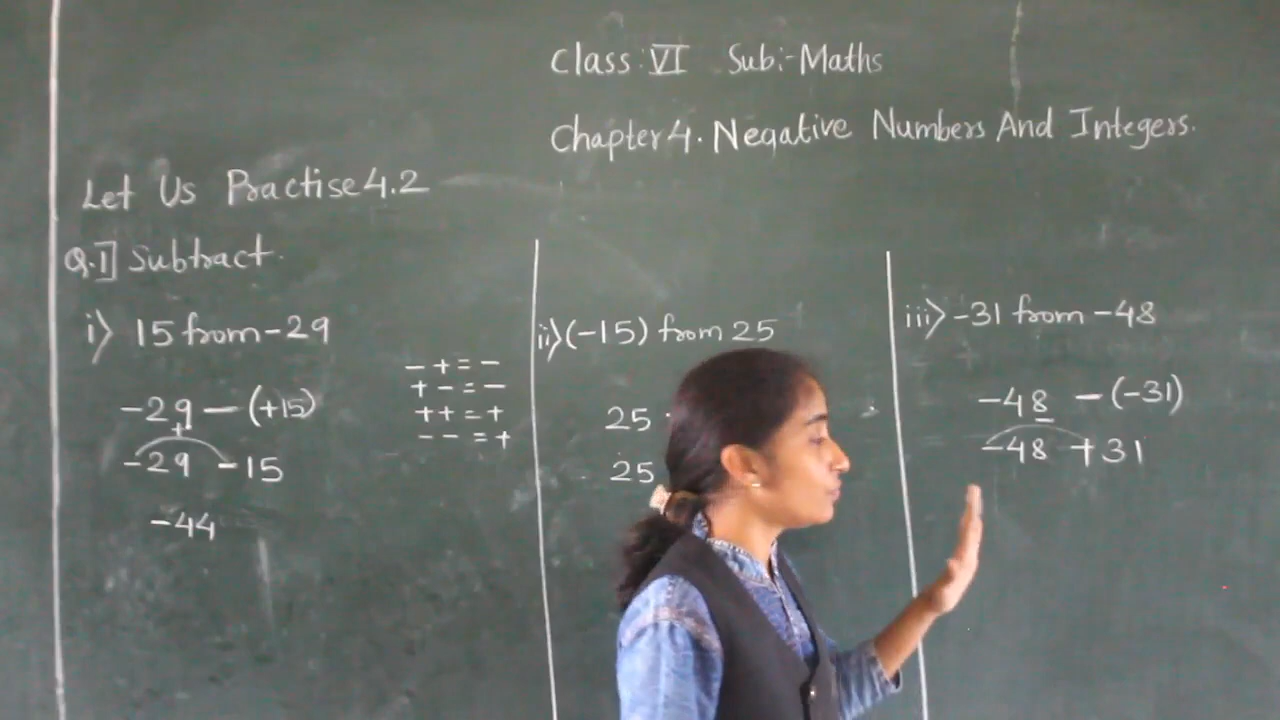 Class:VI Sub:-Maths
Chapter 4. Negative Numbers And Integers.
Let Us Practise 4.2
Q.1] Subtract.
i) 15 from -29
-29 - (+15)
+
-29 -15
-44
- + = -
+ - = -
+ + = +
- - = +
ii) (-15) from 25
25
25
iii) -31 from -48
-48 - (-31)
-
-48 +31